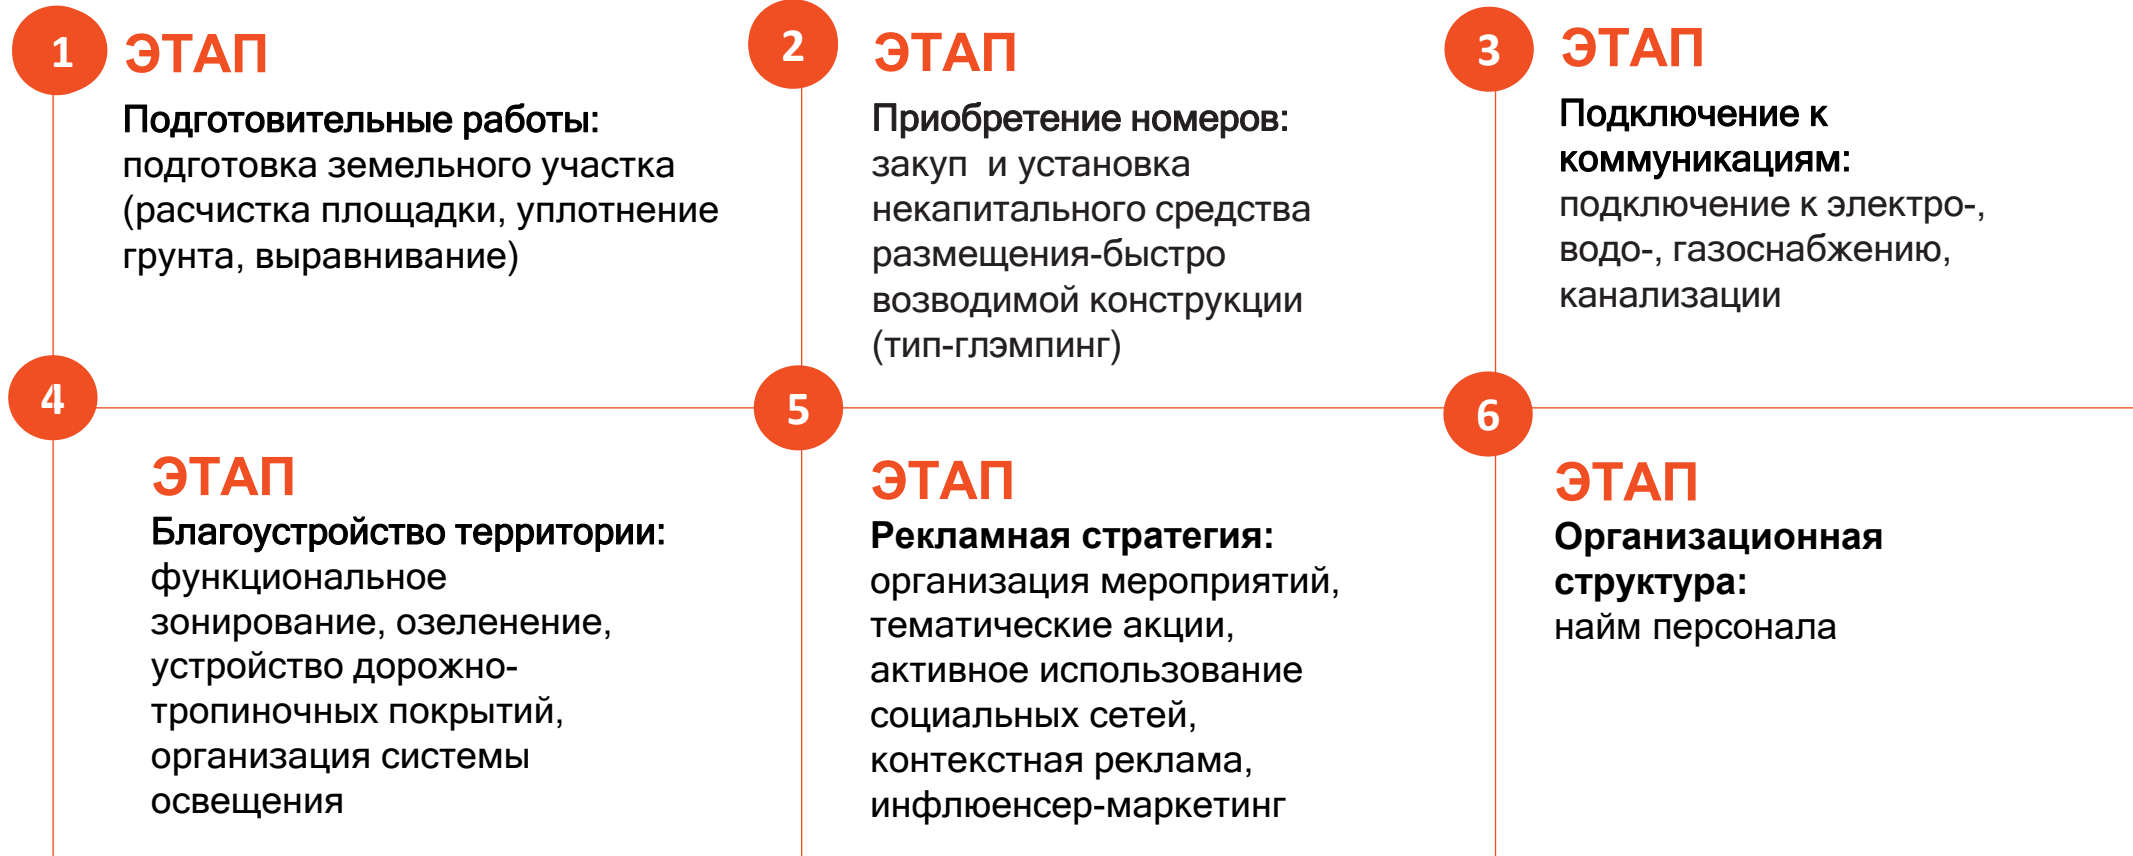 1
ЭТАП
Подготовительные работы:
подготовка земельного участка
(расчистка площадки, уплотнение
грунта, выравнивание)
2
ЭТАП
Приобретение номеров:
закуп  и установка
некапитального средства
размещения-быстро
возводимой конструкции
(тип-глэмпинг)
3
ЭТАП
Подключение к
коммуникациям:
подключение к электро-,
водо-, газоснабжению,
канализации
4
ЭТАП
Благоустройство территории:
функциональное
зонирование, озеленение,
устройство дорожно-
тропиночных покрытий,
организация системы
освещения
5
ЭТАП
Рекламная стратегия:
организация мероприятий,
тематические акции,
активное использование
социальных сетей,
контекстная реклама,
инфлюенсер-маркетинг
6
ЭТАП
Организационная
структура:
найм персонала